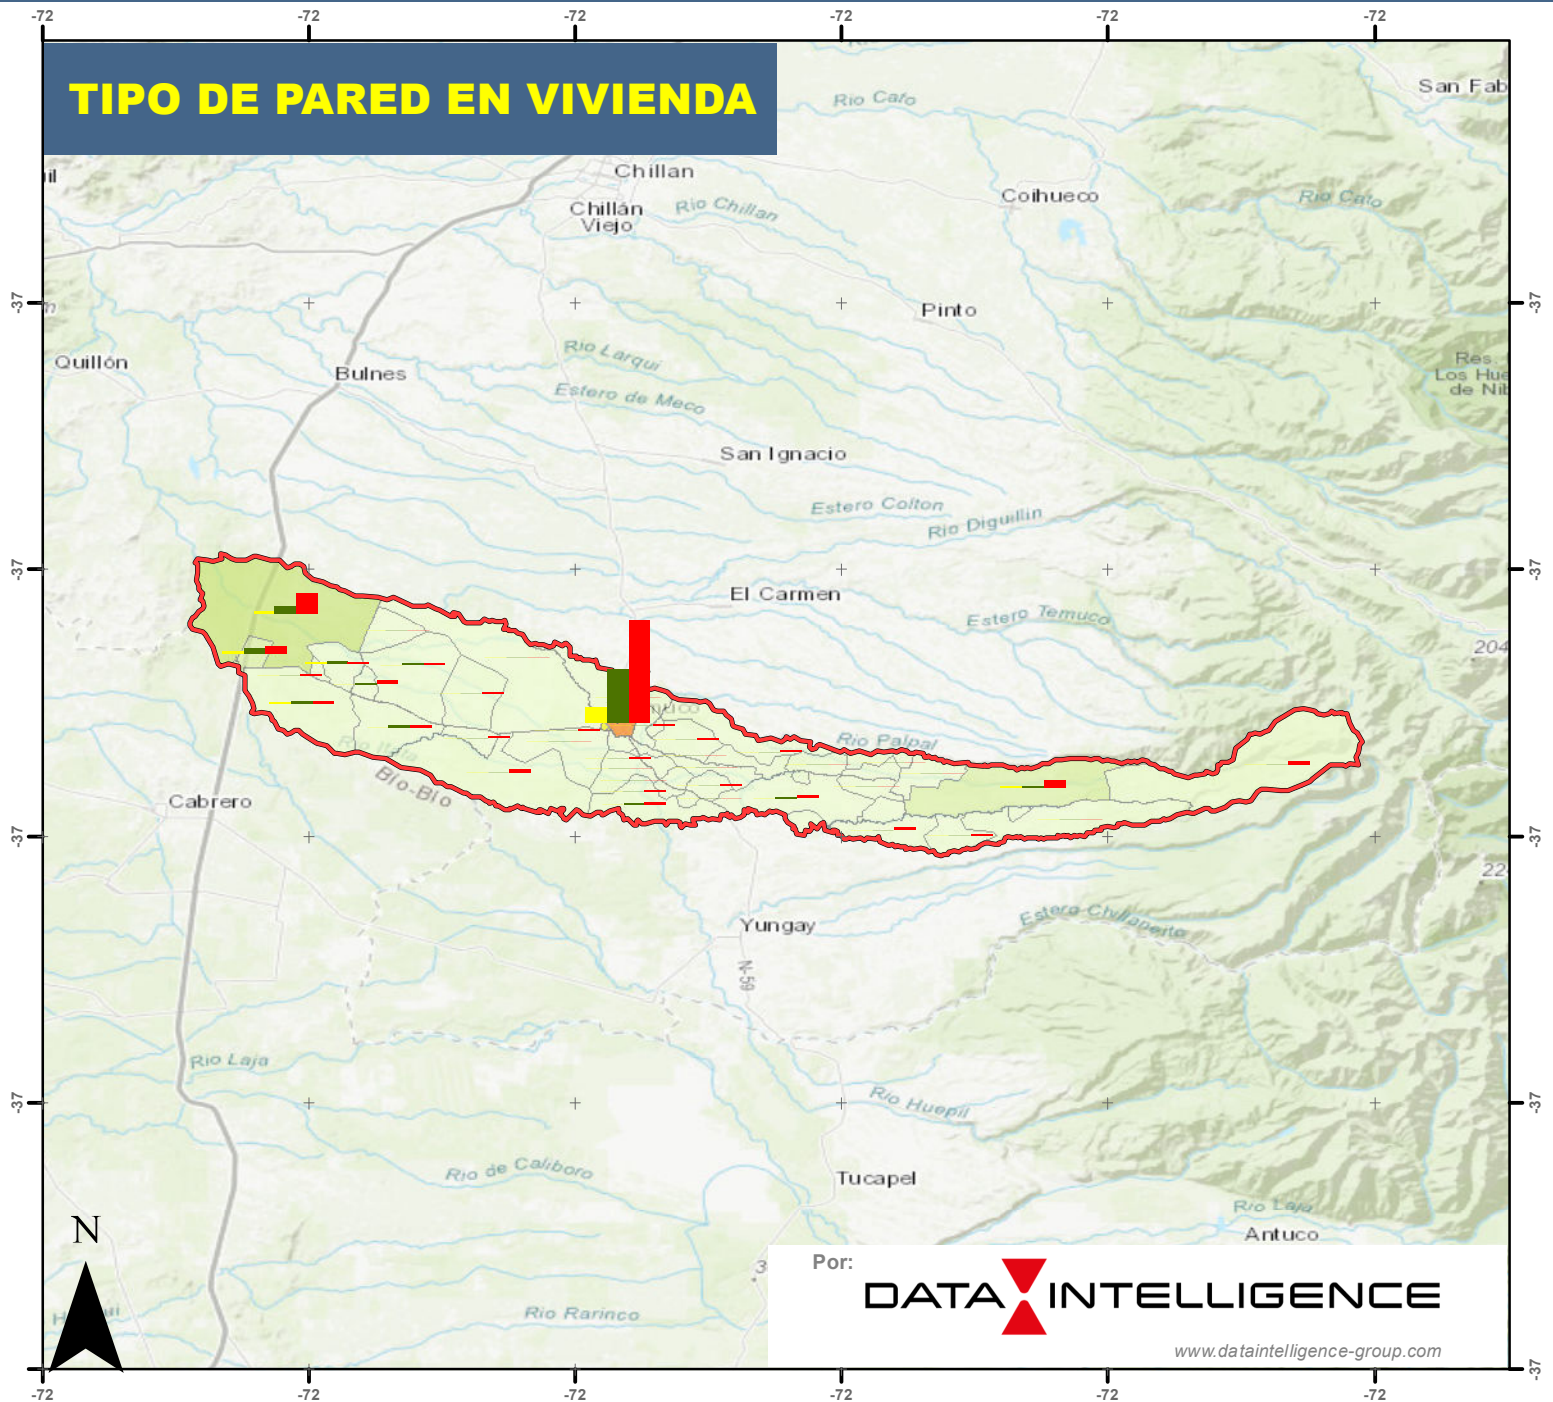 -72 -72 -72 -72 -72 -72
TIPO DE PARED EN VIVIENDA
Rio Cato
San Fab
Chillan
Coihueco
Rio Cato
Chillán
Viejo
Rio Chillan
-37 -37
Pinto
Quillón
Bulnes
Rio Larqui
Res.
Los Hue
de Ñib
Estero de Meco
San Ignacio
Estero Colton
Rio Diguillin
-37 -37
El Carmen
Estero Temuco
204
muco
Rio Palpal
Bio-Bio
Cabrero
-37 -37
22
Yungay
Estero Chillancito
N-59
Rio Laja
-37 -37
Rio Huepil
Rio de Caliboro
Tucapel
Rio Laja
Antuco
N
Por:
DATA INTELLIGENCE
Rio Rarinco
www.dataintelligence-group.com
-72 -72 -72 -72 -72 -72